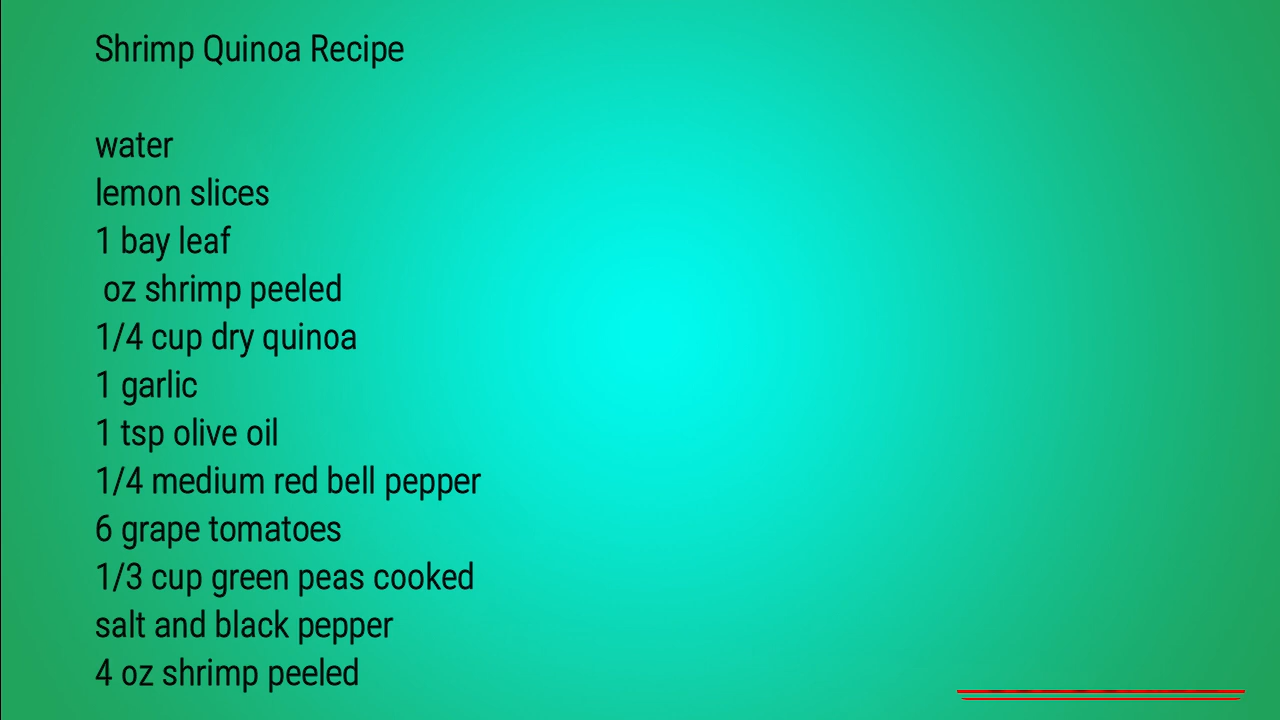 Shrimp Quinoa Recipe
water
lemon slices
1 bay leaf
oz shrimp peeled
1/4 cup dry quinoa
1 garlic
1 tsp olive oil
1/4 medium red bell pepper
6 grape tomatoes
1/3 cup green peas cooked
salt and black pepper
4 oz shrimp peeled